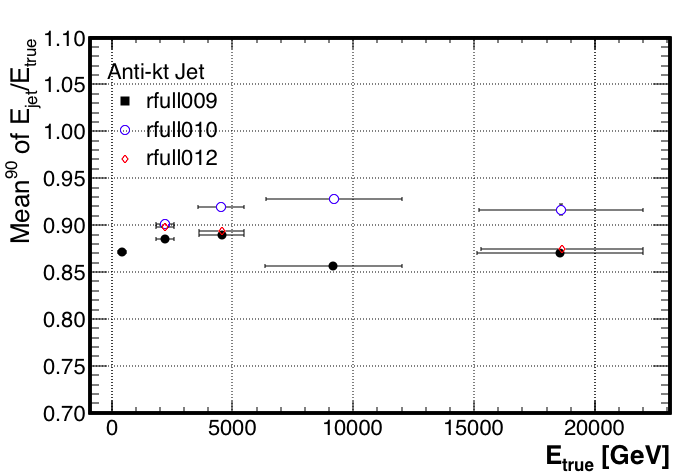 Mean90 of Ejet/Etrue
1.10
1.05
1.00
0.95
0.90
0.85
0.80
0.75
0.70
Anti-kt Jet
rfull009
rfull010
rfull012
0 5000 10000 15000 20000
Etrue [GeV]